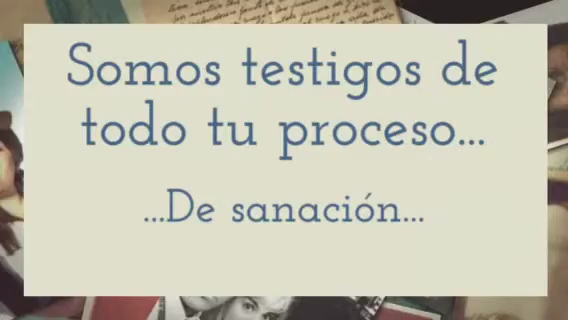 Somos testigos de
todo tu proceso...
...De sanación...